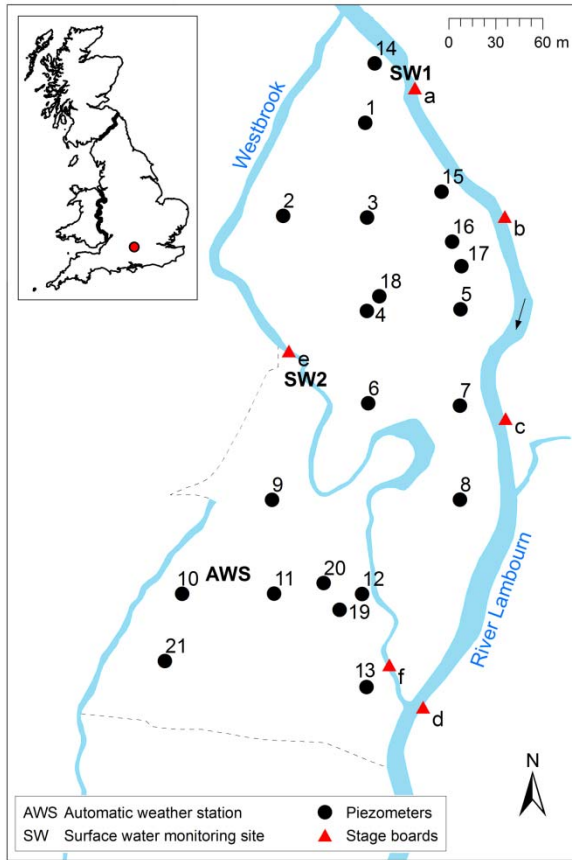 0 30 60 m
14
SW1
a
Westbrook
1
15
2
3
b
16
17
18
5
4
e
SW2
6
7
c
9
8
AWS
20
10
11
12
19
River Lambourn
21
f
13
d
N
AWS Automatic weather station
Piezometers
SW Surface water monitoring site
Stage boards